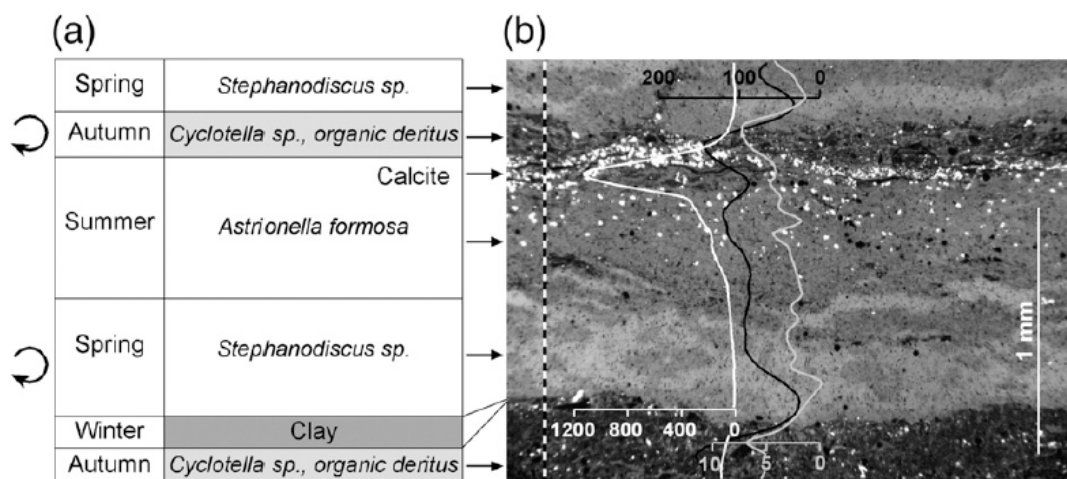 (a)
Spring Stephanodiscus sp.
Autumn Cyclotella sp., organic deritus
Calcite
Summer Astrionella formosa
Spring Stephanodiscus sp.
Winter Clay
Autumn Cyclotella sp., organic deritus
(b)
200 100 0
1 mm
1200 800 400 0
10 5 0